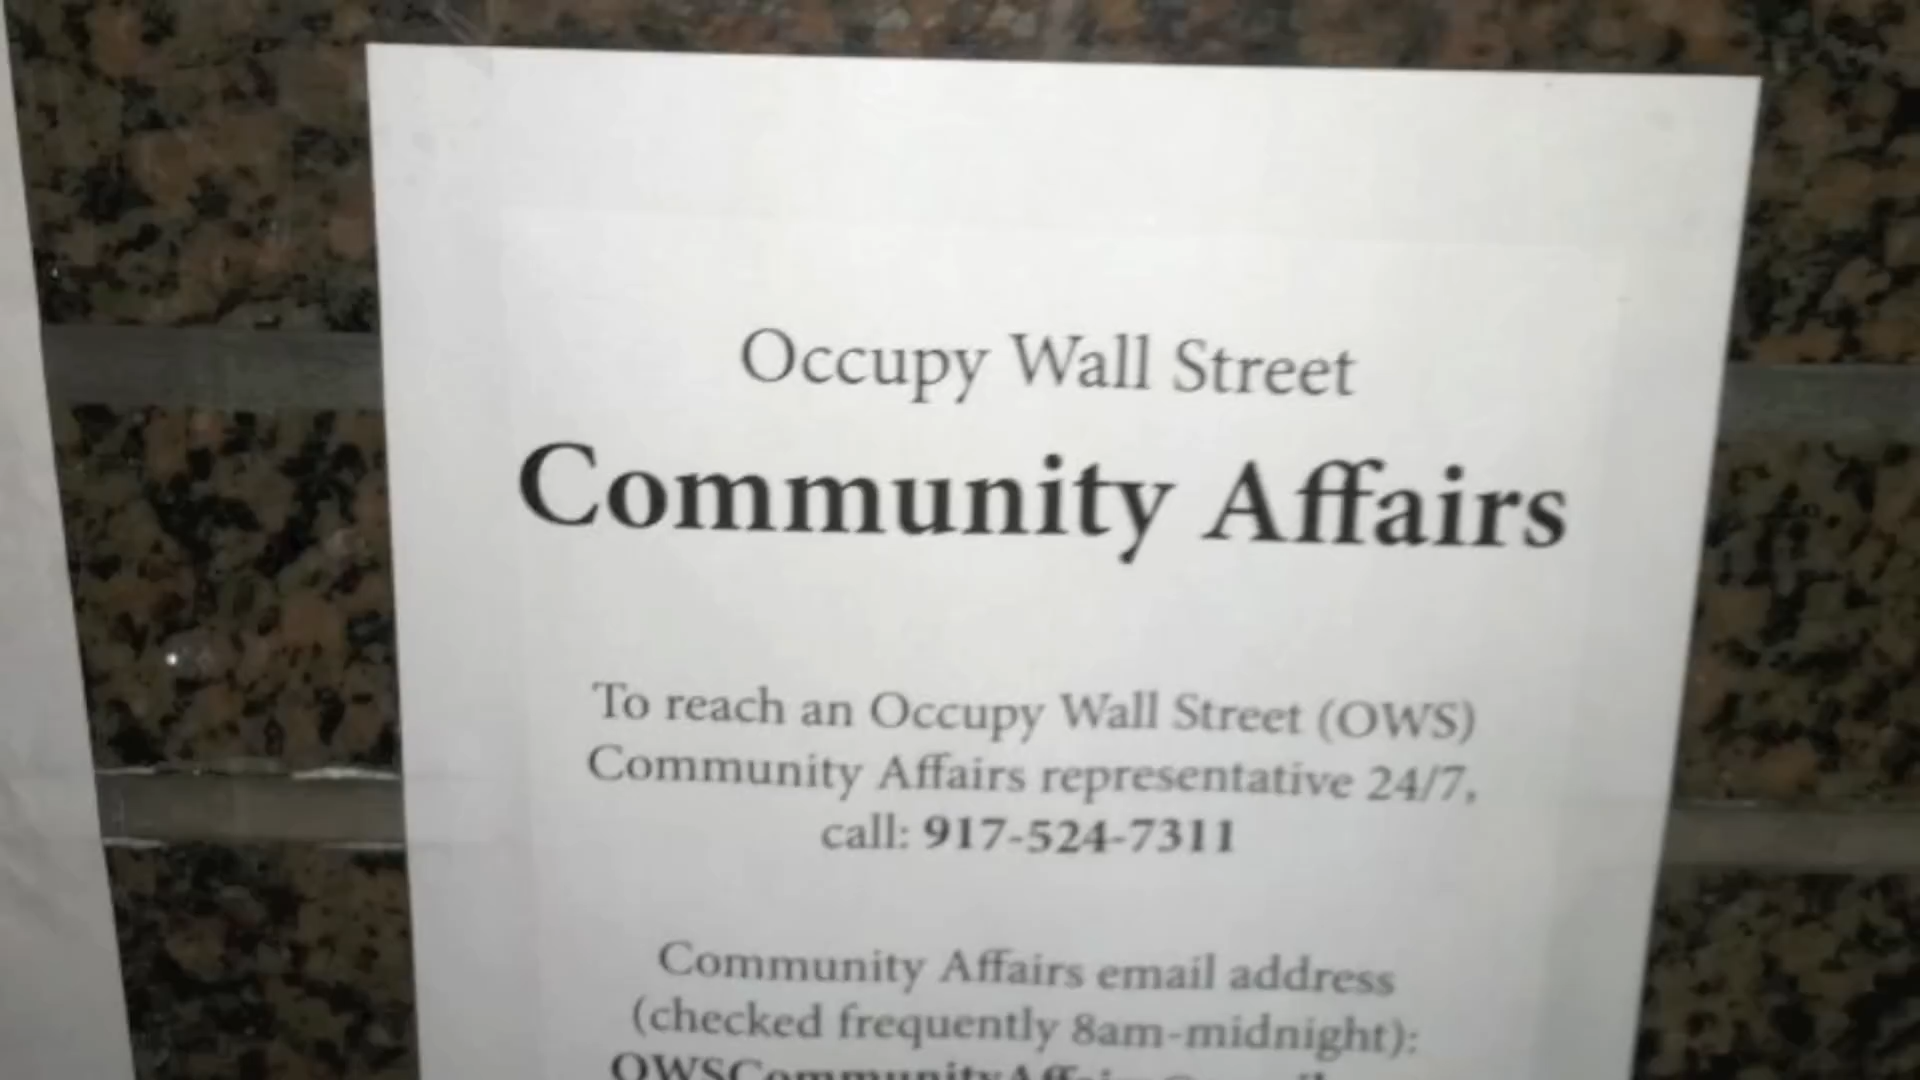 Occupy Wall Street
Community Affairs
To reach an Occupy Wall Street (OWS)
Community Affairs representative 24/7,
call: 917-524-7311
Community Affairs email address
(checked frequently 8am-midnight):